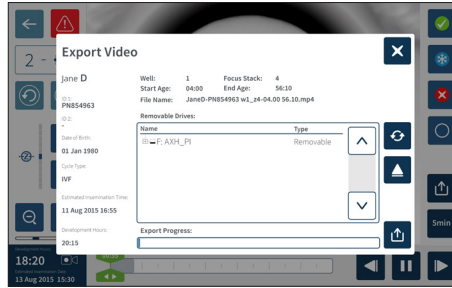 Export Video
2 -
Jane D
Well: 1 Focus Stack: 4
Start Age: 04:00 End Age: 56:10
File Name: JaneD-PN854963 w1_z4-04.00 56.10.mp4
ID 1:
PN854963
ID 2:
-
Date of Birth:
01 Jan 1980
Cycle Type:
IVF
Estimated Insemination Time:
11 Aug 2015 16:55
Development Hours:
20:15
Removable Drives:
Name Type
F: AXH_PI Removable
Export Progress:
5min
Development Hours
18:20
Estimated Insemination Date
13 Aug 2015 15:30